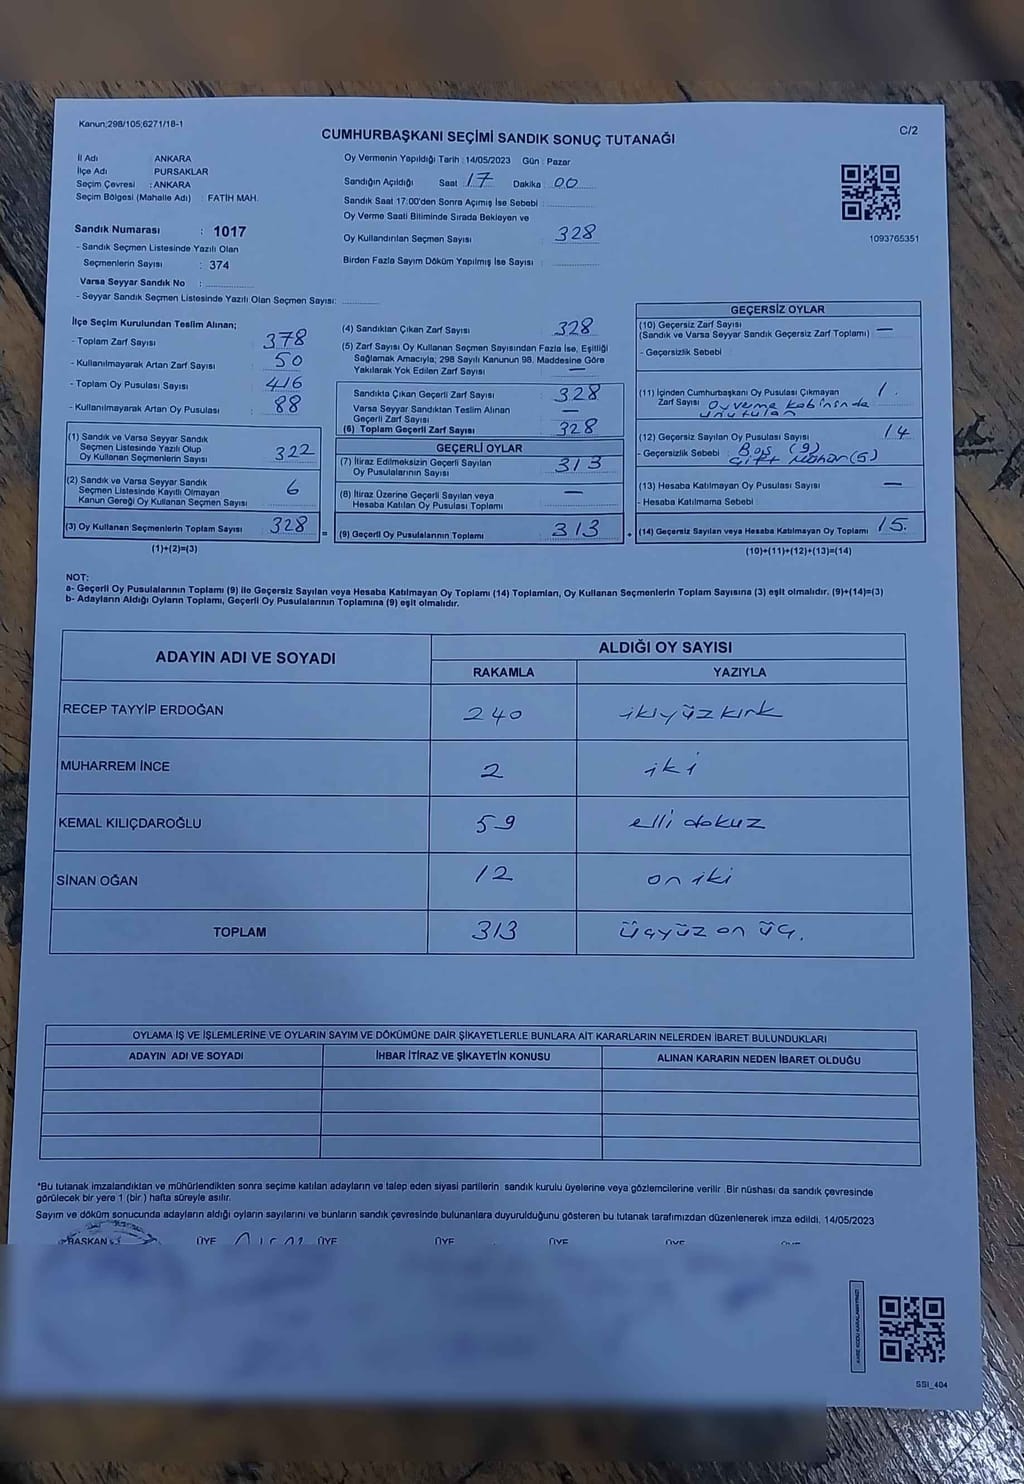 Kanun;298/105;6271/18-1
C/2
CUMHURBAŞKANI SEÇİMİ SANDIK SONUÇ TUTANAĞI
İl Adı ANKARA
İlçe Adı PURSAKLAR
Seçim Çevresi : ANKARA
Seçim Bölgesi (Mahalle Adı) : FATİH MAH.
Sandık Numarası : 1017
- Sandık Seçmen Listesinde Yazılı Olan
Seçmenlerin Sayısı : 374
Varsa Seyyar Sandık No :
- Seyyar Sandık Seçmen Listesinde Yazılı Olan Seçmen Sayısı:
Oy Vermenin Yapıldığı Tarih : 14/05/2023 Gün : Pazar
Sandığın Açıldığı Saat 17 Dakika 00
Sandık Saat 17:00'den Sonra Açımış İse Sebebi :
Oy Verme Saati Bitiminde Sırada Bekleyen ve
Oy Kullandırılan Seçmen Sayısı : 328
Birden Fazla Sayım Döküm Yapılmış İse Sayısı :
1093765351
İlçe Seçim Kurulundan Teslim Alınan;
- Toplam Zarf Sayısı : 378
- Kullanılmayarak Artan Zarf Sayısı : 50
- Toplam Oy Pusulası Sayısı : 416
- Kullanılmayarak Artan Oy Pusulası : 88
(1) Sandık ve Varsa Seyyar Sandık
Seçmen Listesinde Yazılı Olup
Oy Kullanan Seçmenlerin Sayısı : 322
(2) Sandık ve Varsa Seyyar Sandık
Seçmen Listesinde Kayıtlı Olmayan
Kanun Gereği Oy Kullanan Seçmen Sayısı : 6
(3) Oy Kullanan Seçmenlerin Toplam Sayısı : 328
(1)+(2)=(3)
(4) Sandıktan Çıkan Zarf Sayısı : 328
(5) Zarf Sayısı Oy Kullanan Seçmen Sayısından Fazla İse, Eşitliği
Sağlamak Amacıyla; 298 Sayılı Kanunun 98. Maddesine Göre
Yakılarak Yok Edilen Zarf Sayısı : —
Sandıkta Çıkan Geçerli Zarf Sayısı : 328
Varsa Seyyar Sandıktan Teslim Alınan
Geçerli Zarf Sayısı : —
(6) Toplam Geçerli Zarf Sayısı : 328
GEÇERLİ OYLAR
(7) İtiraz Edilmeksizin Geçerli Sayılan
Oy Pusulalarının Sayısı : 313
(8) İtiraz Üzerine Geçerli Sayılan veya
Hesaba Katılan Oy Pusulası Toplamı : —
= (9) Geçerli Oy Pusulalarının Toplamı : 313
GEÇERSİZ OYLAR
(10) Geçersiz Zarf Sayısı
(Sandık ve Varsa Seyyar Sandık Geçersiz Zarf Toplamı) : —
- Geçersizlik Sebebi :
(11) İçinden Cumhurbaşkanı Oy Pusulası Çıkmayan
Zarf Sayısı : 1
Oy verme kabininde
unutulan
(12) Geçersiz Sayılan Oy Pusulası Sayısı : 14
- Geçersizlik Sebebi : Boş (9)
Çift Mühür (5)
(13) Hesaba Katılmayan Oy Pusulası Sayısı : —
- Hesaba Katılmama Sebebi :
+ (14) Geçersiz Sayılan veya Hesaba Katılmayan Oy Toplamı : 15.
(10)+(11)+(12)+(13)=(14)
NOT:
a- Geçerli Oy Pusulalarının Toplamı (9) ile Geçersiz Sayılan veya Hesaba Katılmayan Oy Toplamı (14) Toplamları, Oy Kullanan Seçmenlerin Toplam Sayısına (3) eşit olmalıdır. (9)+(14)=(3)
b- Adayların Aldığı Oyların Toplamı, Geçerli Oy Pusulalarının Toplamına (9) eşit olmalıdır.
ADAYIN ADI VE SOYADI ALDIĞI OY SAYISI
RAKAMLA YAZIYLA
RECEP TAYYİP ERDOĞAN 240 ikiyüzkırk
MUHARREM İNCE 2 iki
KEMAL KILIÇDAROĞLU 59 elli dokuz
SİNAN OĞAN 12 on iki
TOPLAM 313 üçyüz on üç.
OYLAMA İŞ VE İŞLEMLERİNE VE OYLARIN SAYIM VE DÖKÜMÜNE DAİR ŞİKAYETLERLE BUNLARA AİT KARARLARIN NELERDEN İBARET BULUNDUKLARI
ADAYIN ADI VE SOYADI İHBAR İTİRAZ VE ŞİKAYETİN KONUSU ALINAN KARARIN NEDEN İBARET OLDUĞU
*Bu tutanak imzalandıktan ve mühürlendikten sonra seçime katılan adayların ve talep eden siyasi partilerin sandık kurulu üyelerine veya gözlemcilerine verilir. Bir nüshası da sandık çevresinde
görülecek bir yere 1 (bir) hafta süreyle asılır.
Sayım ve döküm sonucunda adayların aldığı oyların sayılarını ve bunların sandık çevresinde bulunanlara duyurulduğunu gösteren bu tutanak tarafımızdan düzenlenerek imza edildi. 14/05/2023
BAŞKAN ÜYE ÜYE ÜYE ÜYE ÜYE
KARE KODU KARALAMAYINIZ!
SSI_404